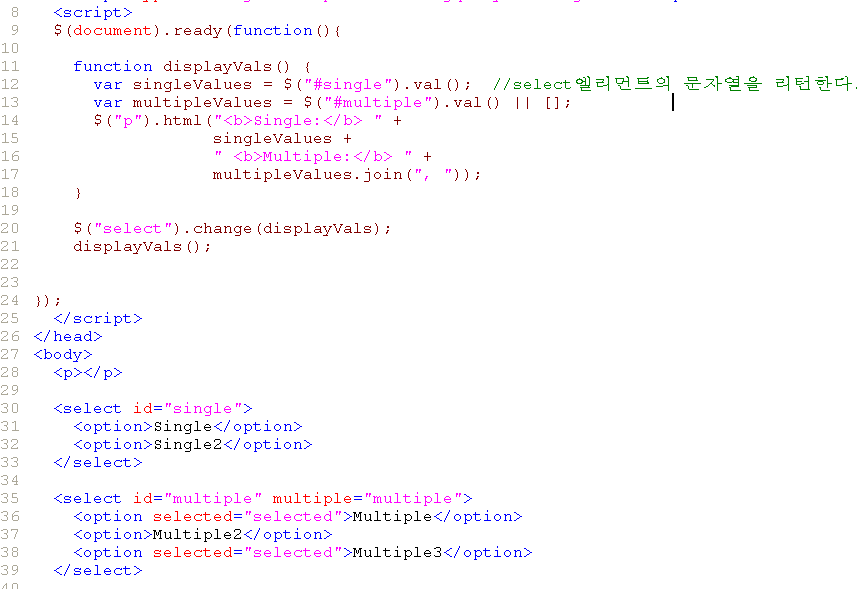 8 <script>
9 $(document).ready(function(){
10
11 function displayVals() {
12 var singleValues = $("#single").val(); //select엘리먼트의 문자열을 리턴한다.
13 var multipleValues = $("#multiple").val() || [];
14 $("p").html("<b>Single:</b> " +
15 singleValues +
16 " <b>Multiple:</b> " +
17 multipleValues.join(", "));
18 }
19
20 $("select").change(displayVals);
21 displayVals();
22
23
24 });
25 </script>
26 </head>
27 <body>
28 <p></p>
29
30 <select id="single">
31 <option>Single</option>
32 <option>Single2</option>
33 </select>
34
35 <select id="multiple" multiple="multiple">
36 <option selected="selected">Multiple</option>
37 <option>Multiple2</option>
38 <option selected="selected">Multiple3</option>
39 </select>
40